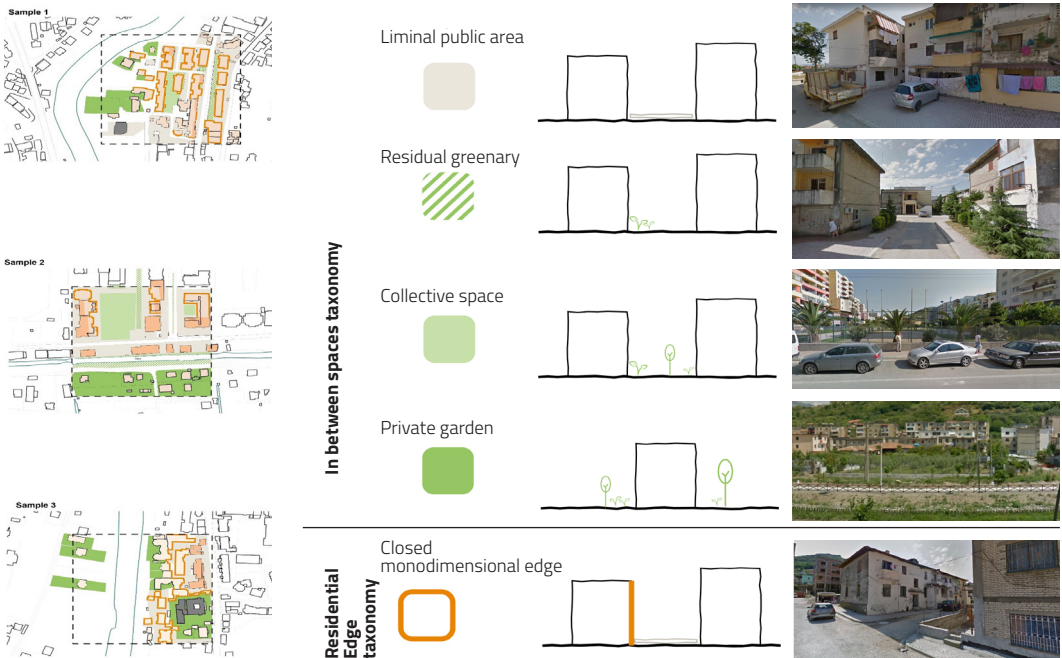 Sample 1
Sample 2
Sample 3
In between spaces taxonomy
Liminal public area
Residual greenary
Collective space
Private garden
Residential
Edge
taxonomy
Closed
monodimensional edge